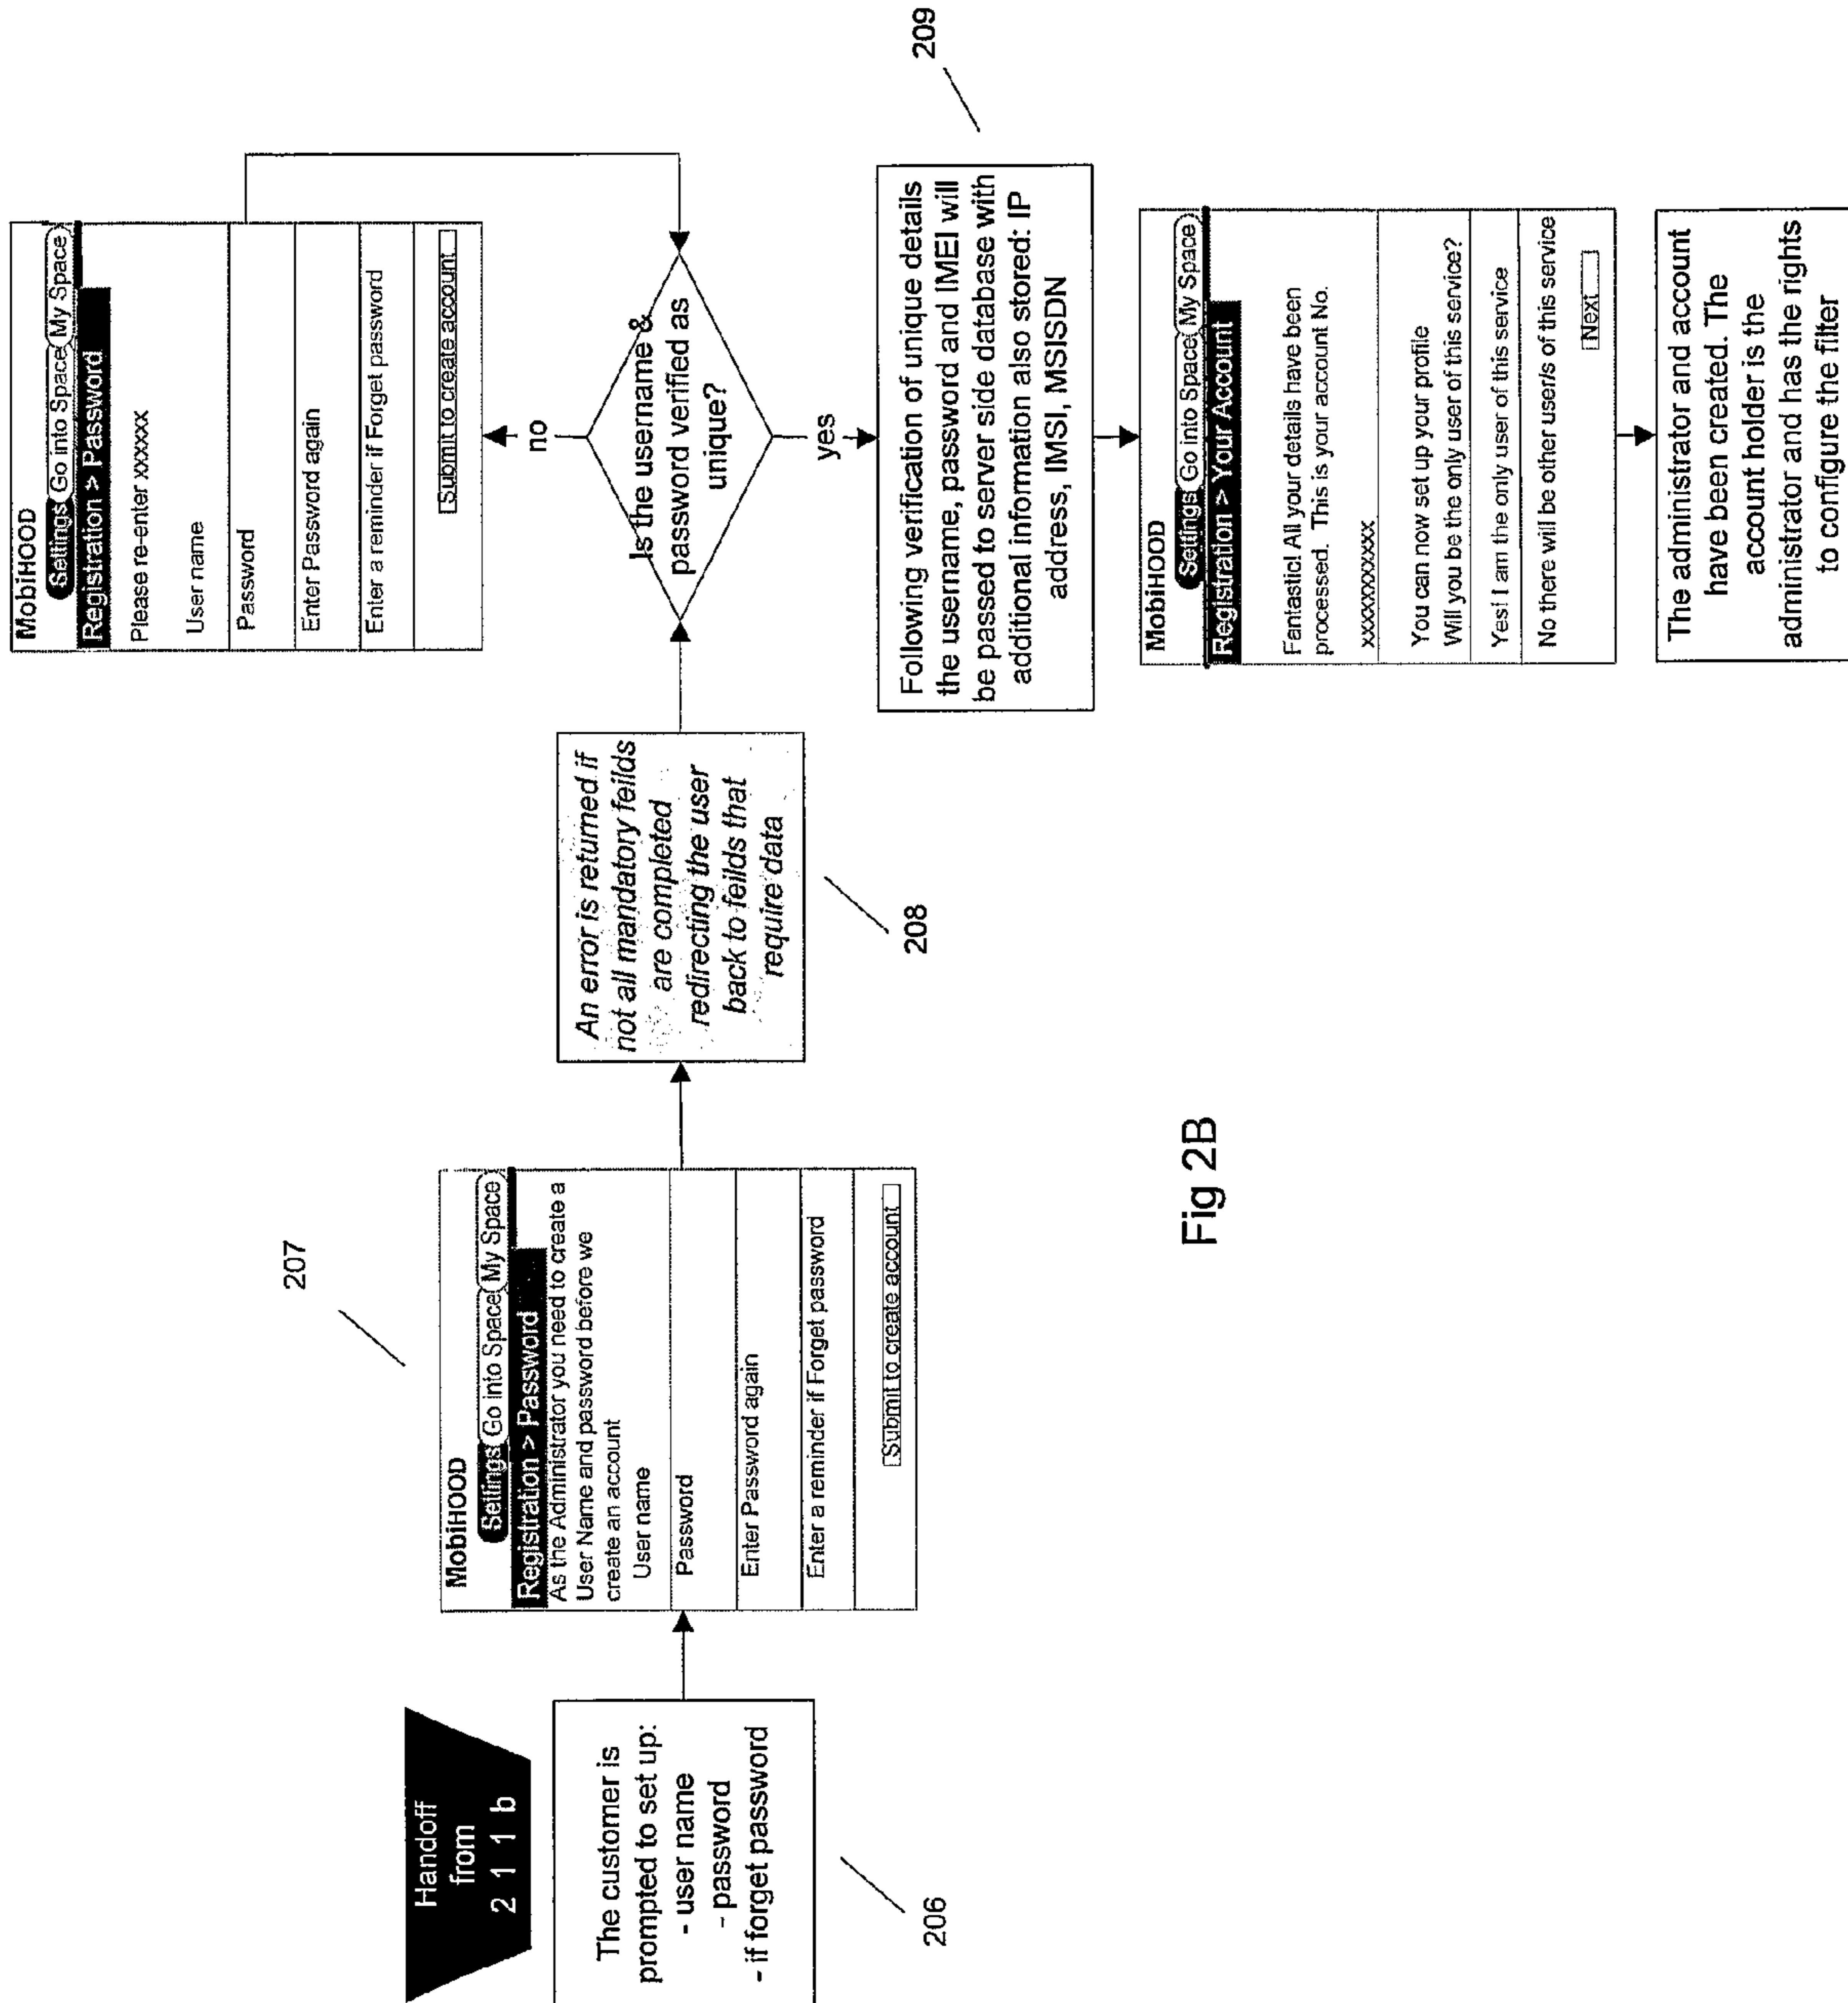 Handoff
from
2 1 1 b
The customer is
prompted to set up:
- user name
- password
- if forget password
206
207
MobiHOOD
Settings Go into Space My Space
Registration > Password
As the Administrator you need to create a
User Name and password before we
create an account
User name
Password
Enter Password again
Enter a reminder if Forget password
Submit to create account
An error is returned if
not all mandatory feilds
are completed
redirecting the user
back to feilds that
require data
208
MobiHOOD
Settings Go into Space My Space
Registration > Password
Please re-enter xxxxxx
User name
Password
Enter Password again
Enter a reminder if Forget password
Submit to create account
no
Is the username &
password verified as
unique?
yes
209
Following verification of unique details
the username, password and IMEI will
be passed to server side database with
additional information also stored: IP
address, IMSI, MSISDN
MobiHOOD
Settings Go into Space My Space
Registration > Your Account
Fantastic! All your details have been
processed. This is your account No.
xxxxxxxxxxx
You can now set up your profile
Will you be the only user of this service?
Yes! I am the only user of this service
No there will be other user/s of this service
Next
The administrator and account
have been created. The
account holder is the
administrator and has the rights
to configure the filter
Fig 2B